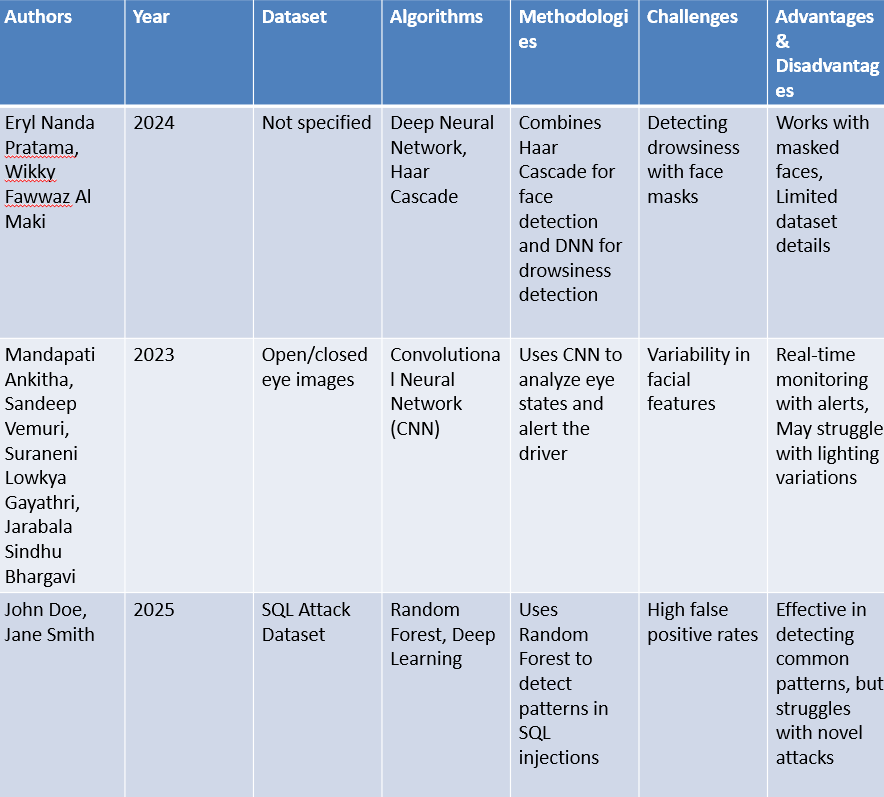 Authors
Year
Dataset
Algorithms
Methodologi
es
Challenges
Advantages
&
Disadvantag
es
Eryl Nanda
Pratama,
Wikky
Fawwaz Al
Maki
2024
Not specified
Deep Neural
Network,
Haar
Cascade
Combines
Haar
Cascade for
face
detection
and DNN for
drowsiness
detection
Detecting
drowsiness
with face
masks
Works with
masked
faces,
Limited
dataset
details
Mandapati
Ankitha,
Sandeep
Vemuri,
Suraneni
Lowkya
Gayathri,
Jarabala
Sindhu
Bhargavi
2023
Open/closed
eye images
Convolutiona
l Neural
Network
(CNN)
Uses CNN to
analyze eye
states and
alert the
driver
Variability in
facial
features
Real-time
monitoring
with alerts,
May struggle
with lighting
variations
John Doe,
Jane Smith
2025
SQL Attack
Dataset
Random
Forest, Deep
Learning
Uses
Random
Forest to
detect
patterns in
SQL
injections
High false
positive rates
Effective in
detecting
common
patterns, but
struggles
with novel
attacks